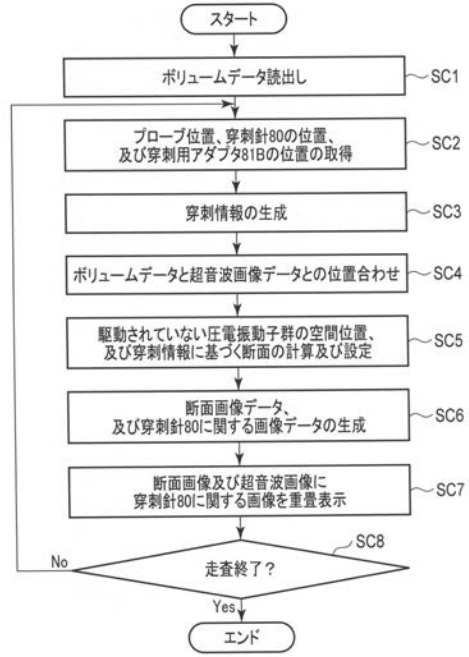 スタート
ボリュームデータ読出し
SC1
プローブ位置、穿刺針80の位置、
及び穿刺用アダプタ81Bの位置の取得
SC2
穿刺情報の生成
SC3
ボリュームデータと超音波画像データとの位置合わせ
SC4
駆動されていない圧電振動子群の空間位置、
及び穿刺情報に基づく断面の計算及び設定
SC5
断面画像データ、
及び穿刺針80に関する画像データの生成
SC6
断面画像及び超音波画像に
穿刺針80に関する画像を重畳表示
SC7
SC8
No
走査終了？
Yes
エンド